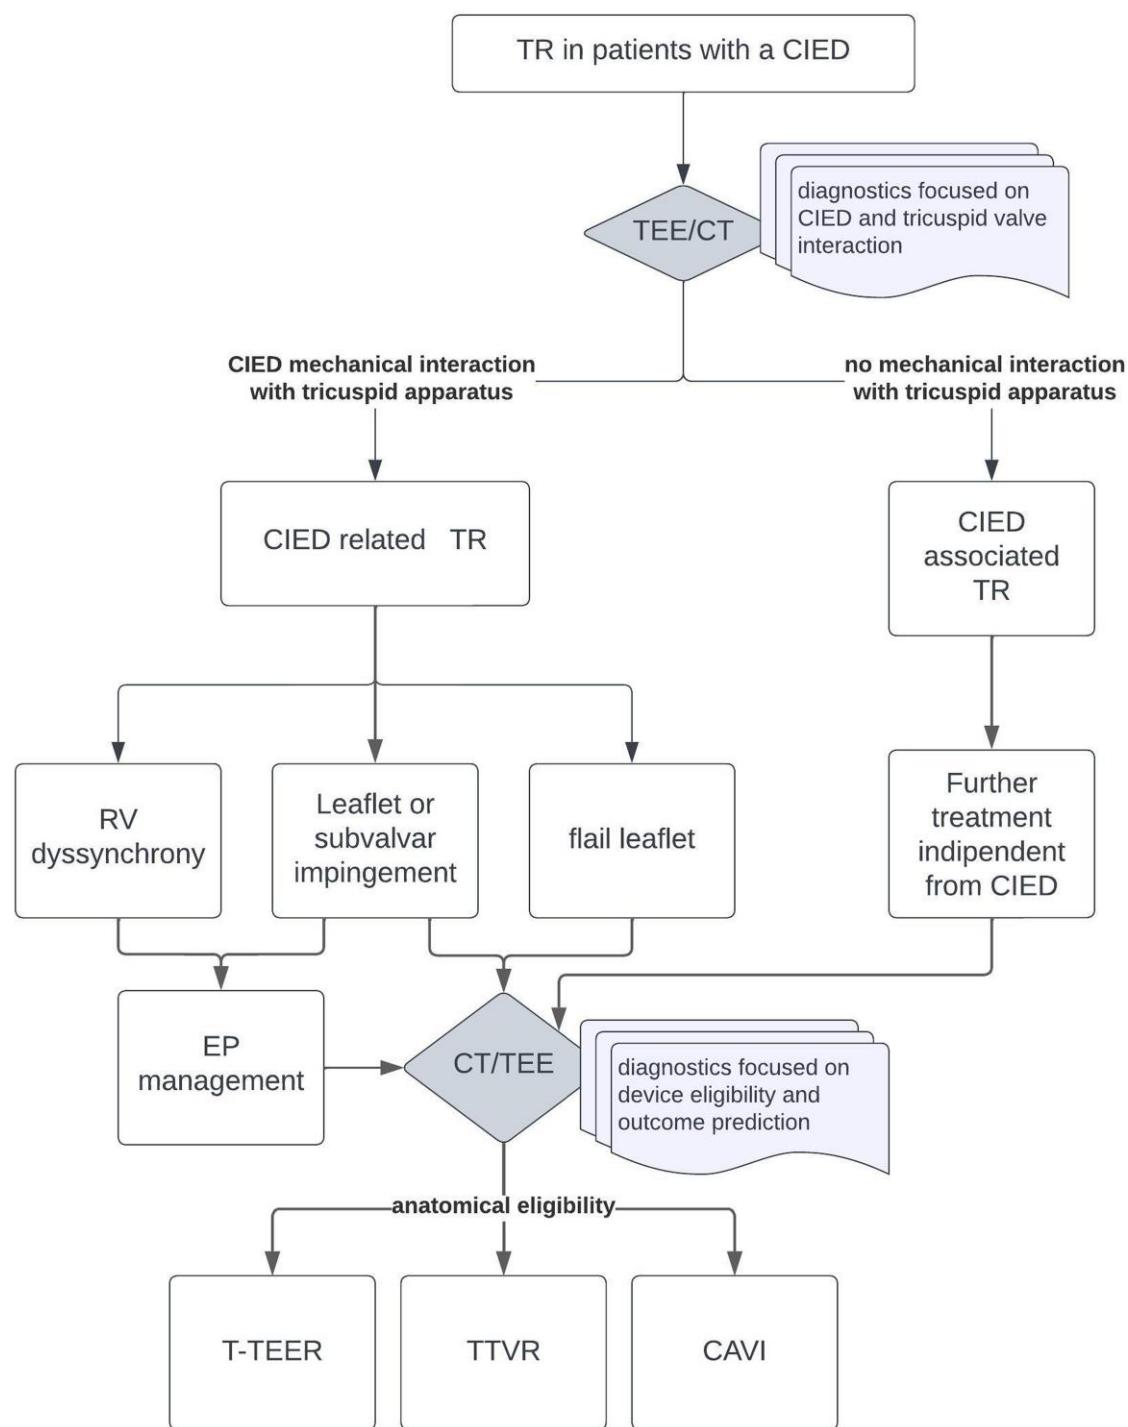 TR in patients with a CIED
TEE/CT
diagnostics focused on
CIED and tricuspid valve
interaction
CIED mechanical interaction
with tricuspid apparatus
no mechanical interaction
with tricuspid apparatus
CIED related TR
CIED
associated
TR
RV
dyssynchrony
Leaflet or
subvalvar
impingement
flail leaflet
Further
treatment
indipendent
from CIED
EP
management
CT/TEE
diagnostics focused on
device eligibility and
outcome prediction
anatomical eligibility
T-TEER
TTVR
CAVI